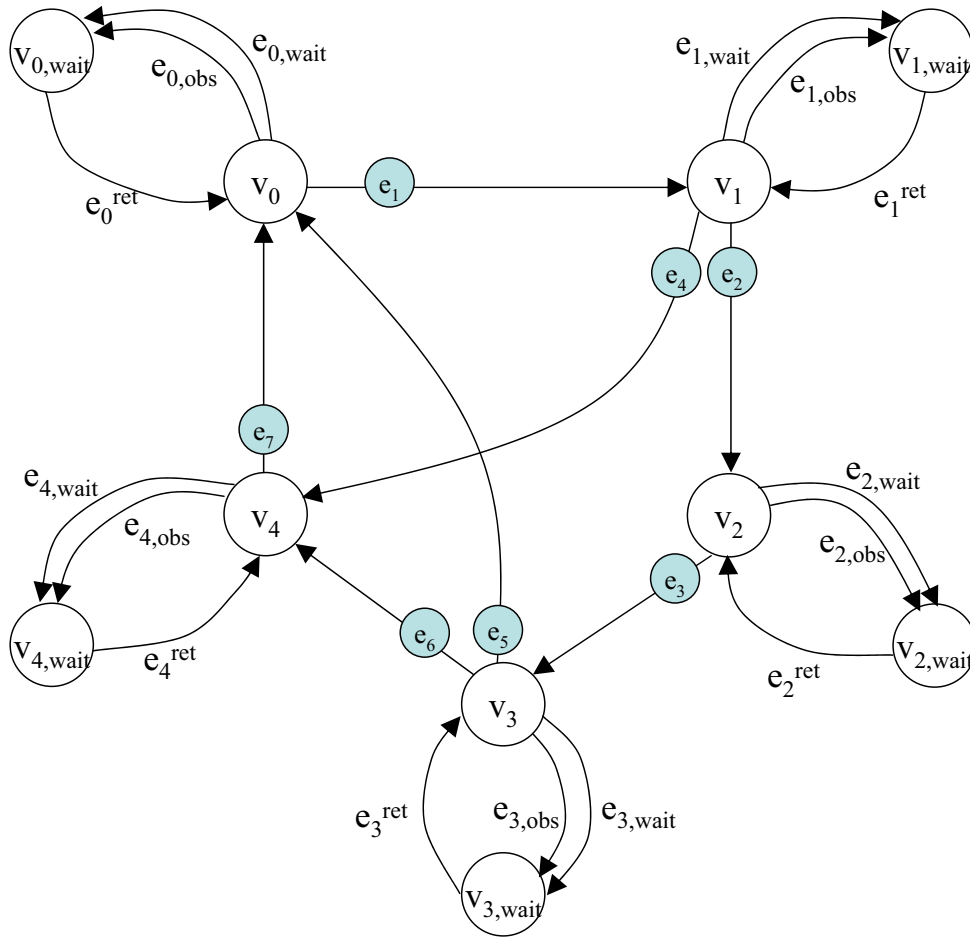 v0,wait
e0,wait
e0,obs
e0ret
v0
e1
e1,wait
e1,obs
v1,wait
v1
e1ret
e4
e2
e7
e4,wait
e4,obs
v4
v4,wait
e4ret
v2
e2,wait
e2,obs
e3
v2,wait
e2ret
e6
e5
v3
e3ret
e3,obs
e3,wait
v3,wait